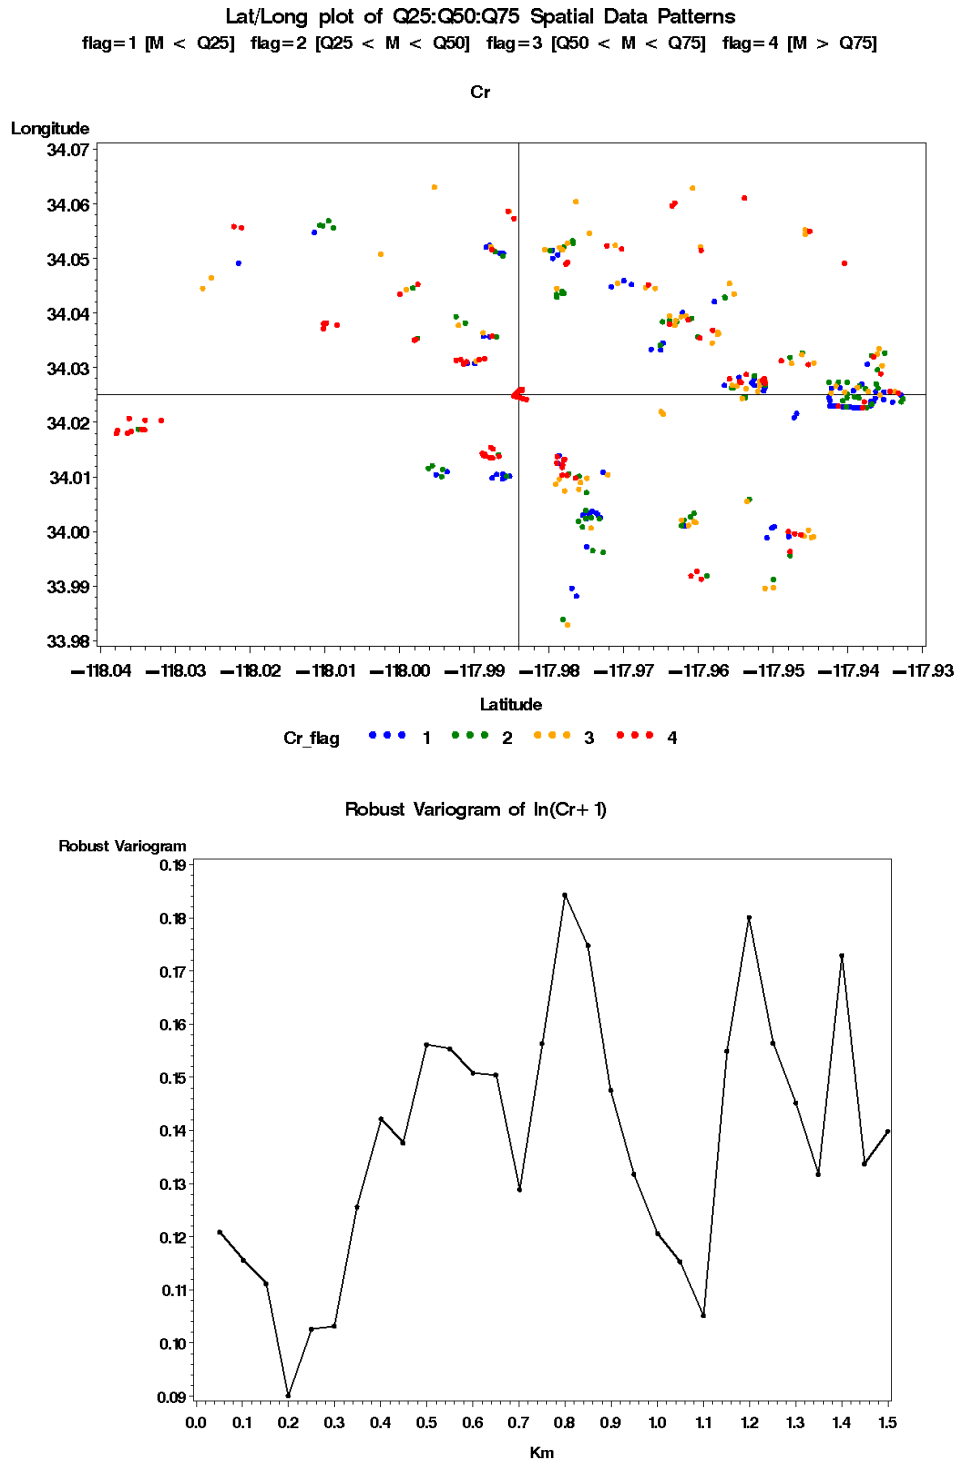 Lat/Long plot of Q25:Q50:Q75 Spatial Data Patterns
flag=1 [M < Q25] flag=2 [Q25 < M < Q50] flag=3 [Q50 < M < Q75] flag=4 [M > Q75]
Cr
Longitude
34.07
34.06
34.05
34.04
34.03
34.02
34.01
34.00
33.99
33.98
-118.04 -118.03 -118.02 -118.01 -118.00 -117.99 -117.98 -117.97 -117.96 -117.95 -117.94 -117.93
Latitude
Cr_flag 1 2 3 4
Robust Variogram of ln(Cr+1)
Robust Variogram
0.19
0.18
0.17
0.16
0.15
0.14
0.13
0.12
0.11
0.10
0.09
0.0 0.1 0.2 0.3 0.4 0.5 0.6 0.7 0.8 0.9 1.0 1.1 1.2 1.3 1.4 1.5
Km